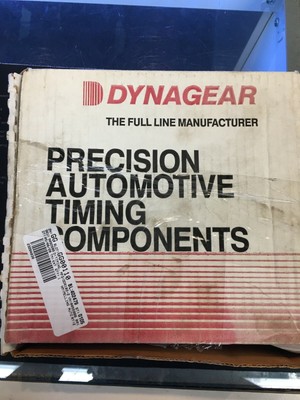 DYNAGEAR
THE FULL LINE MANUFACTURER
PRECISION
AUTOMOTIVE
TIMING
COMPONENTS